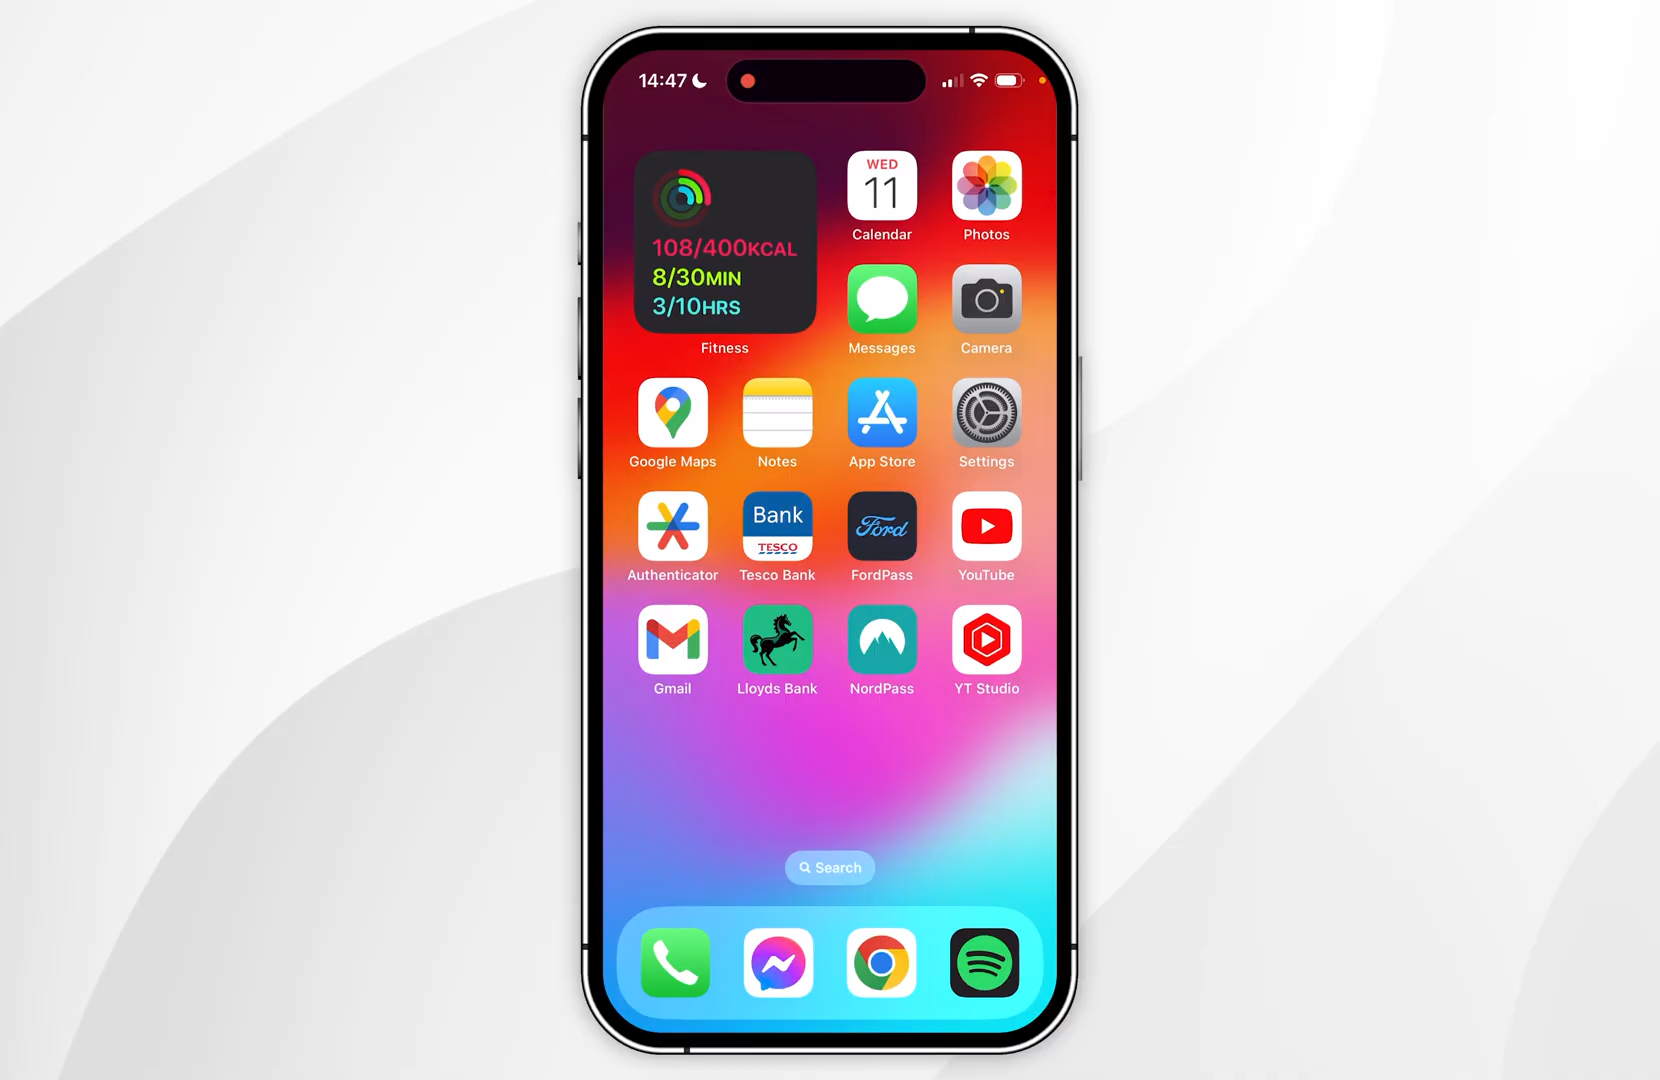 14:47
WED
11
Calendar
Photos
108/400KCAL
8/30MIN
3/10HRS
Fitness
Messages
Camera
Google Maps
Notes
App Store
Settings
Bank
TESCO
Ford
Authenticator
Tesco Bank
FordPass
YouTube
Gmail
Lloyds Bank
NordPass
YT Studio
Search